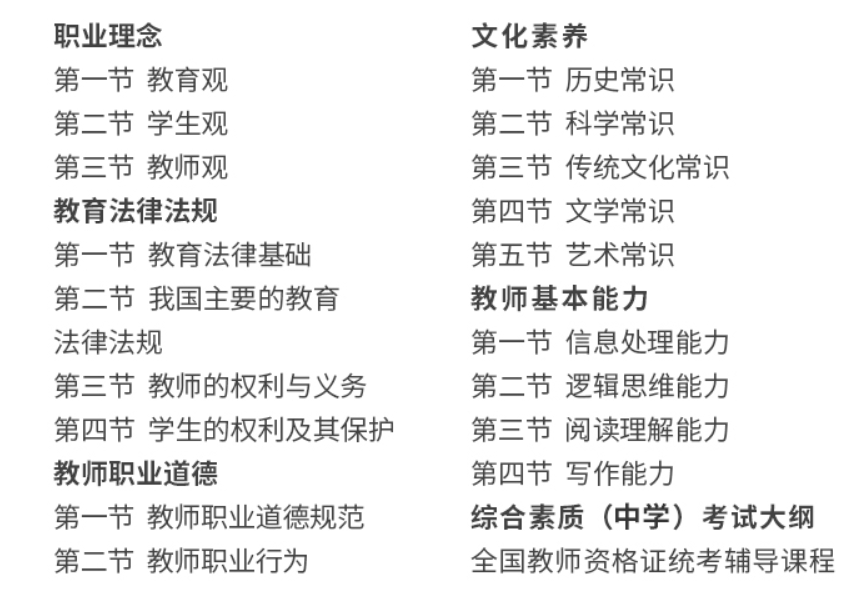 职业理念
第一节 教育观
第二节 学生观
第三节 教师观
教育法律法规
第一节 教育法律基础
第二节 我国主要的教育
法律法规
第三节 教师的权利与义务
第四节 学生的权利及其保护
教师职业道德
第一节 教师职业道德规范
第二节 教师职业行为
文化素养
第一节 历史常识
第二节 科学常识
第三节 传统文化常识
第四节 文学常识
第五节 艺术常识
教师基本能力
第一节 信息处理能力
第二节 逻辑思维能力
第三节 阅读理解能力
第四节 写作能力
综合素质（中学）考试大纲
全国教师资格证统考辅导课程